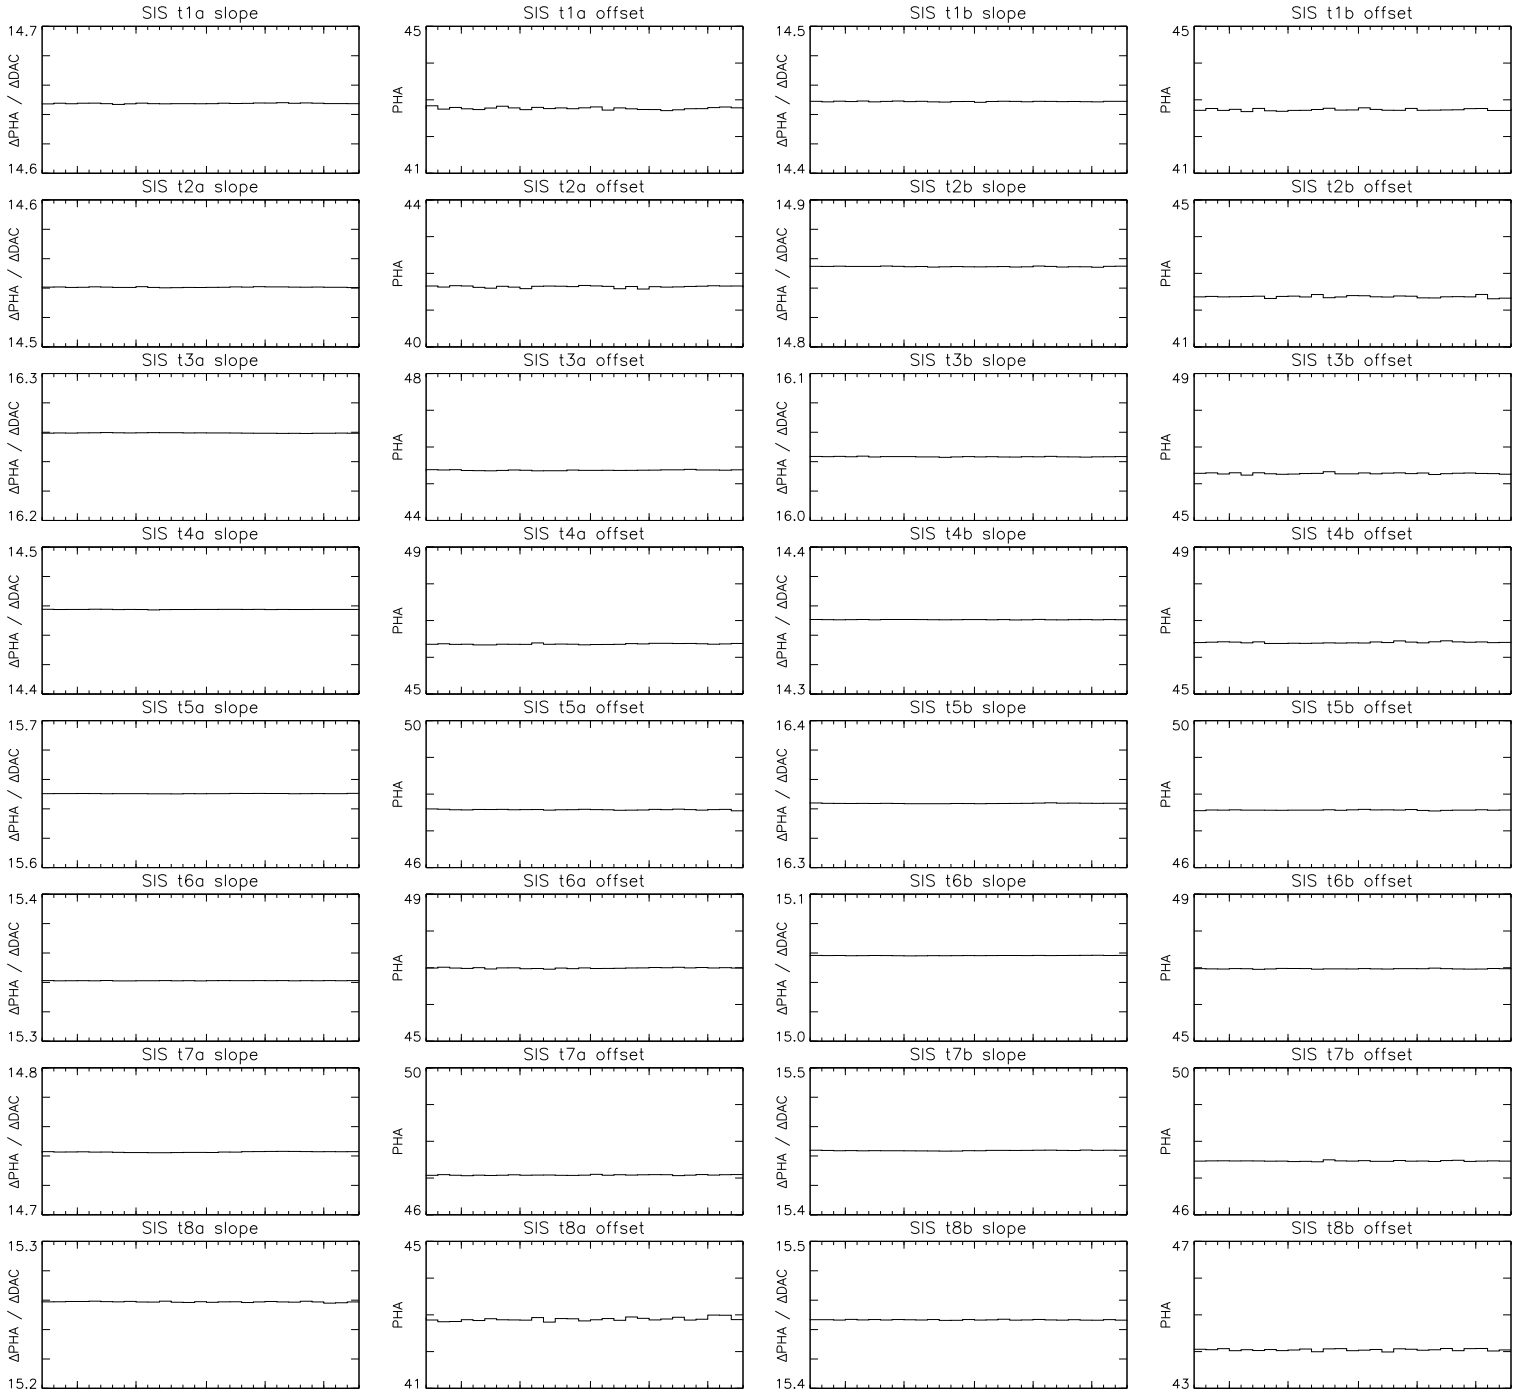 SIS t1a slope
SIS t1a offset
SIS t1b slope
SIS t1b offset
14.7
14.6
ΔPHA / ΔDAC
45
41
PHA
14.5
14.4
ΔPHA / ΔDAC
45
41
PHA
SIS t2a slope
SIS t2a offset
SIS t2b slope
SIS t2b offset
14.6
14.5
ΔPHA / ΔDAC
44
40
PHA
14.9
14.8
ΔPHA / ΔDAC
45
41
PHA
SIS t3a slope
SIS t3a offset
SIS t3b slope
SIS t3b offset
16.3
16.2
ΔPHA / ΔDAC
48
44
PHA
16.1
16.0
ΔPHA / ΔDAC
49
45
PHA
SIS t4a slope
SIS t4a offset
SIS t4b slope
SIS t4b offset
14.5
14.4
ΔPHA / ΔDAC
49
45
PHA
14.4
14.3
ΔPHA / ΔDAC
49
45
PHA
SIS t5a slope
SIS t5a offset
SIS t5b slope
SIS t5b offset
15.7
15.6
ΔPHA / ΔDAC
50
46
PHA
16.4
16.3
ΔPHA / ΔDAC
50
46
PHA
SIS t6a slope
SIS t6a offset
SIS t6b slope
SIS t6b offset
15.4
15.3
ΔPHA / ΔDAC
49
45
PHA
15.1
15.0
ΔPHA / ΔDAC
49
45
PHA
SIS t7a slope
SIS t7a offset
SIS t7b slope
SIS t7b offset
14.8
14.7
ΔPHA / ΔDAC
50
46
PHA
15.5
15.4
ΔPHA / ΔDAC
50
46
PHA
SIS t8a slope
SIS t8a offset
SIS t8b slope
SIS t8b offset
15.3
15.2
ΔPHA / ΔDAC
45
41
PHA
15.5
15.4
ΔPHA / ΔDAC
47
43
PHA